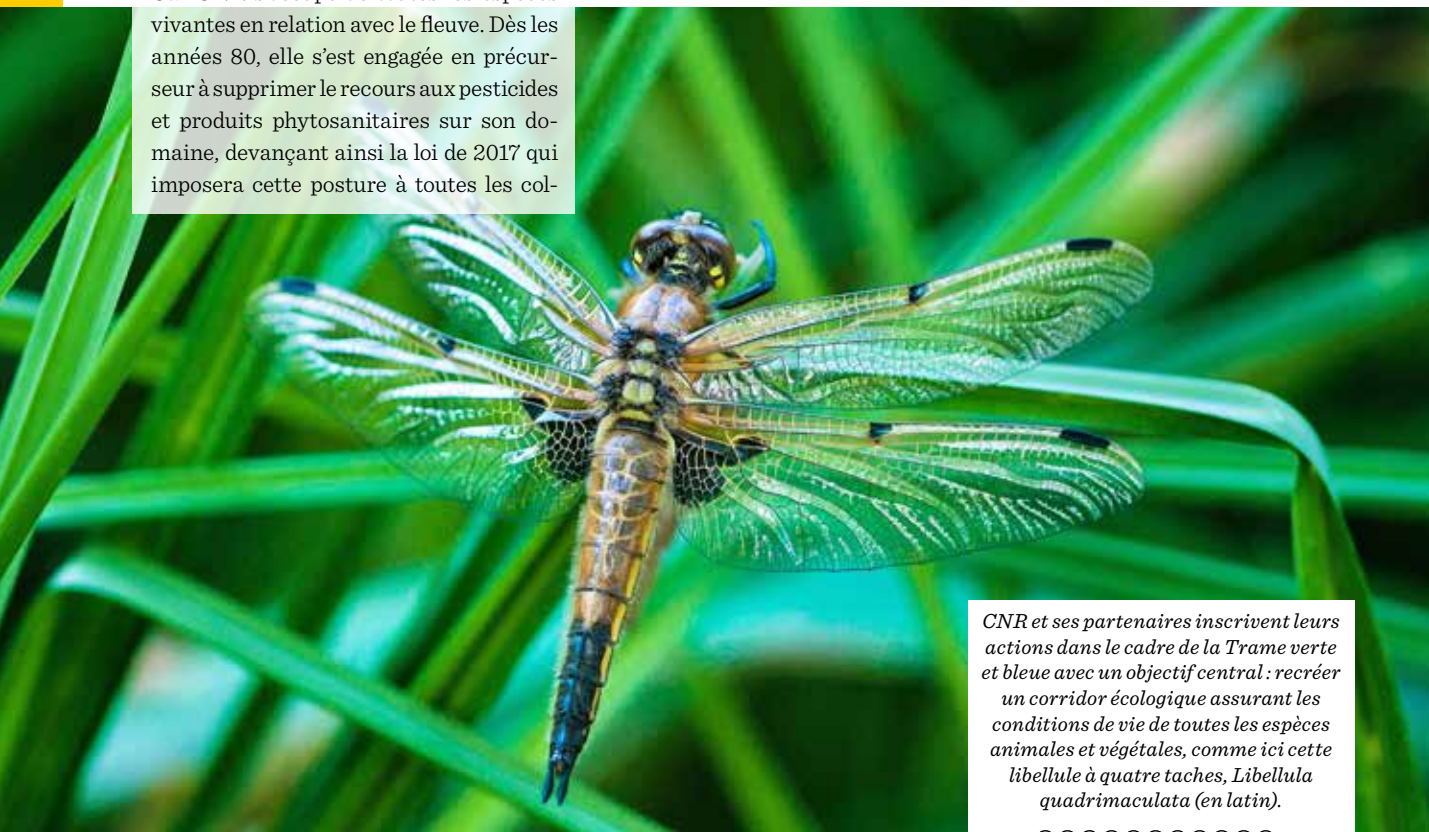 vivantes en relation avec le fleuve. Dès les
années 80, elle s’est engagée en précur-
seur à supprimer le recours aux pesticides
et produits phytosanitaires sur son do-
maine, devançant ainsi la loi de 2017 qui
imposera cette posture à toutes les col-
CNR et ses partenaires inscrivent leurs
actions dans le cadre de la Trame verte
et bleue avec un objectif central : recréer
un corridor écologique assurant les
conditions de vie de toutes les espèces
animales et végétales, comme ici cette
libellule à quatre taches, Libellula
quadrimaculata (en latin).